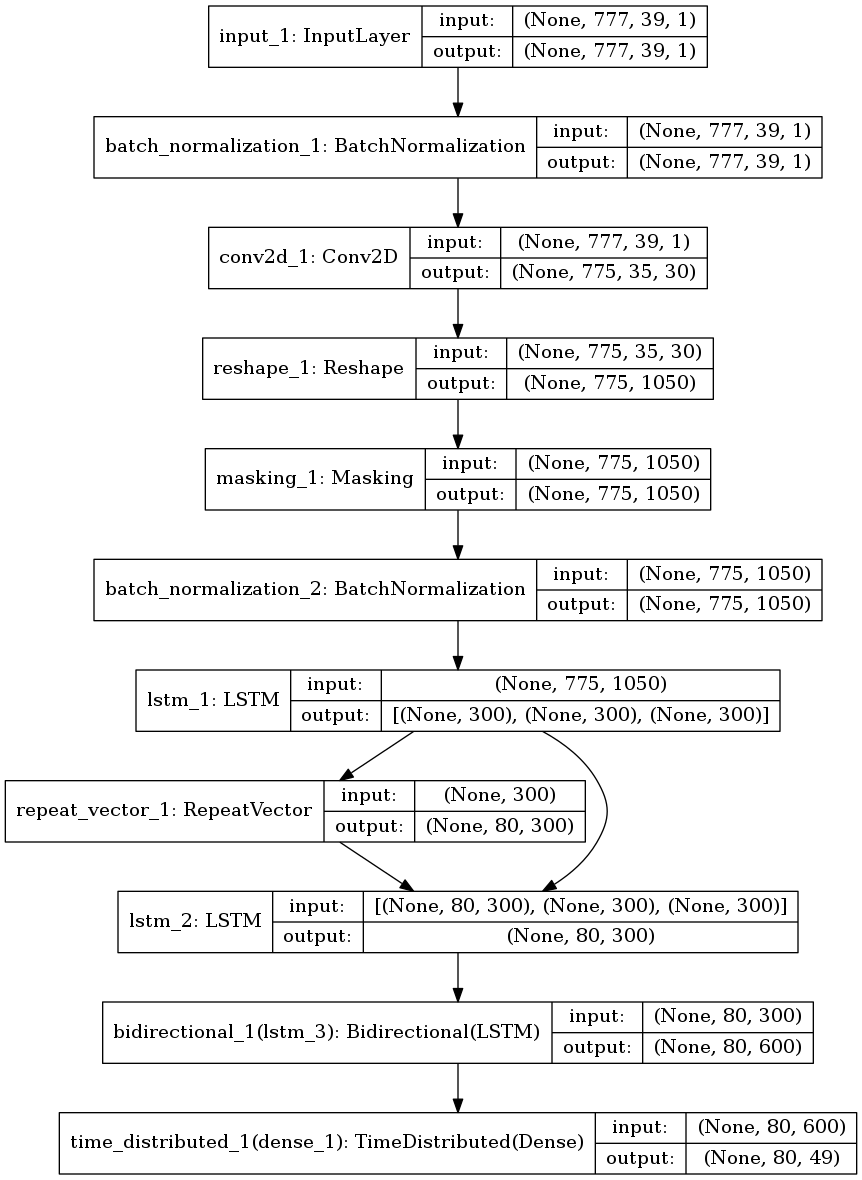 input_1: InputLayer
input: (None, 777, 39, 1)
output: (None, 777, 39, 1)
batch_normalization_1: BatchNormalization
input: (None, 777, 39, 1)
output: (None, 777, 39, 1)
conv2d_1: Conv2D
input: (None, 777, 39, 1)
output: (None, 775, 35, 30)
reshape_1: Reshape
input: (None, 775, 35, 30)
output: (None, 775, 1050)
masking_1: Masking
input: (None, 775, 1050)
output: (None, 775, 1050)
batch_normalization_2: BatchNormalization
input: (None, 775, 1050)
output: (None, 775, 1050)
lstm_1: LSTM
input: (None, 775, 1050)
output: [(None, 300), (None, 300), (None, 300)]
repeat_vector_1: RepeatVector
input: (None, 300)
output: (None, 80, 300)
lstm_2: LSTM
input: [(None, 80, 300), (None, 300), (None, 300)]
output: (None, 80, 300)
bidirectional_1(lstm_3): Bidirectional(LSTM)
input: (None, 80, 300)
output: (None, 80, 600)
time_distributed_1(dense_1): TimeDistributed(Dense)
input: (None, 80, 600)
output: (None, 80, 49)